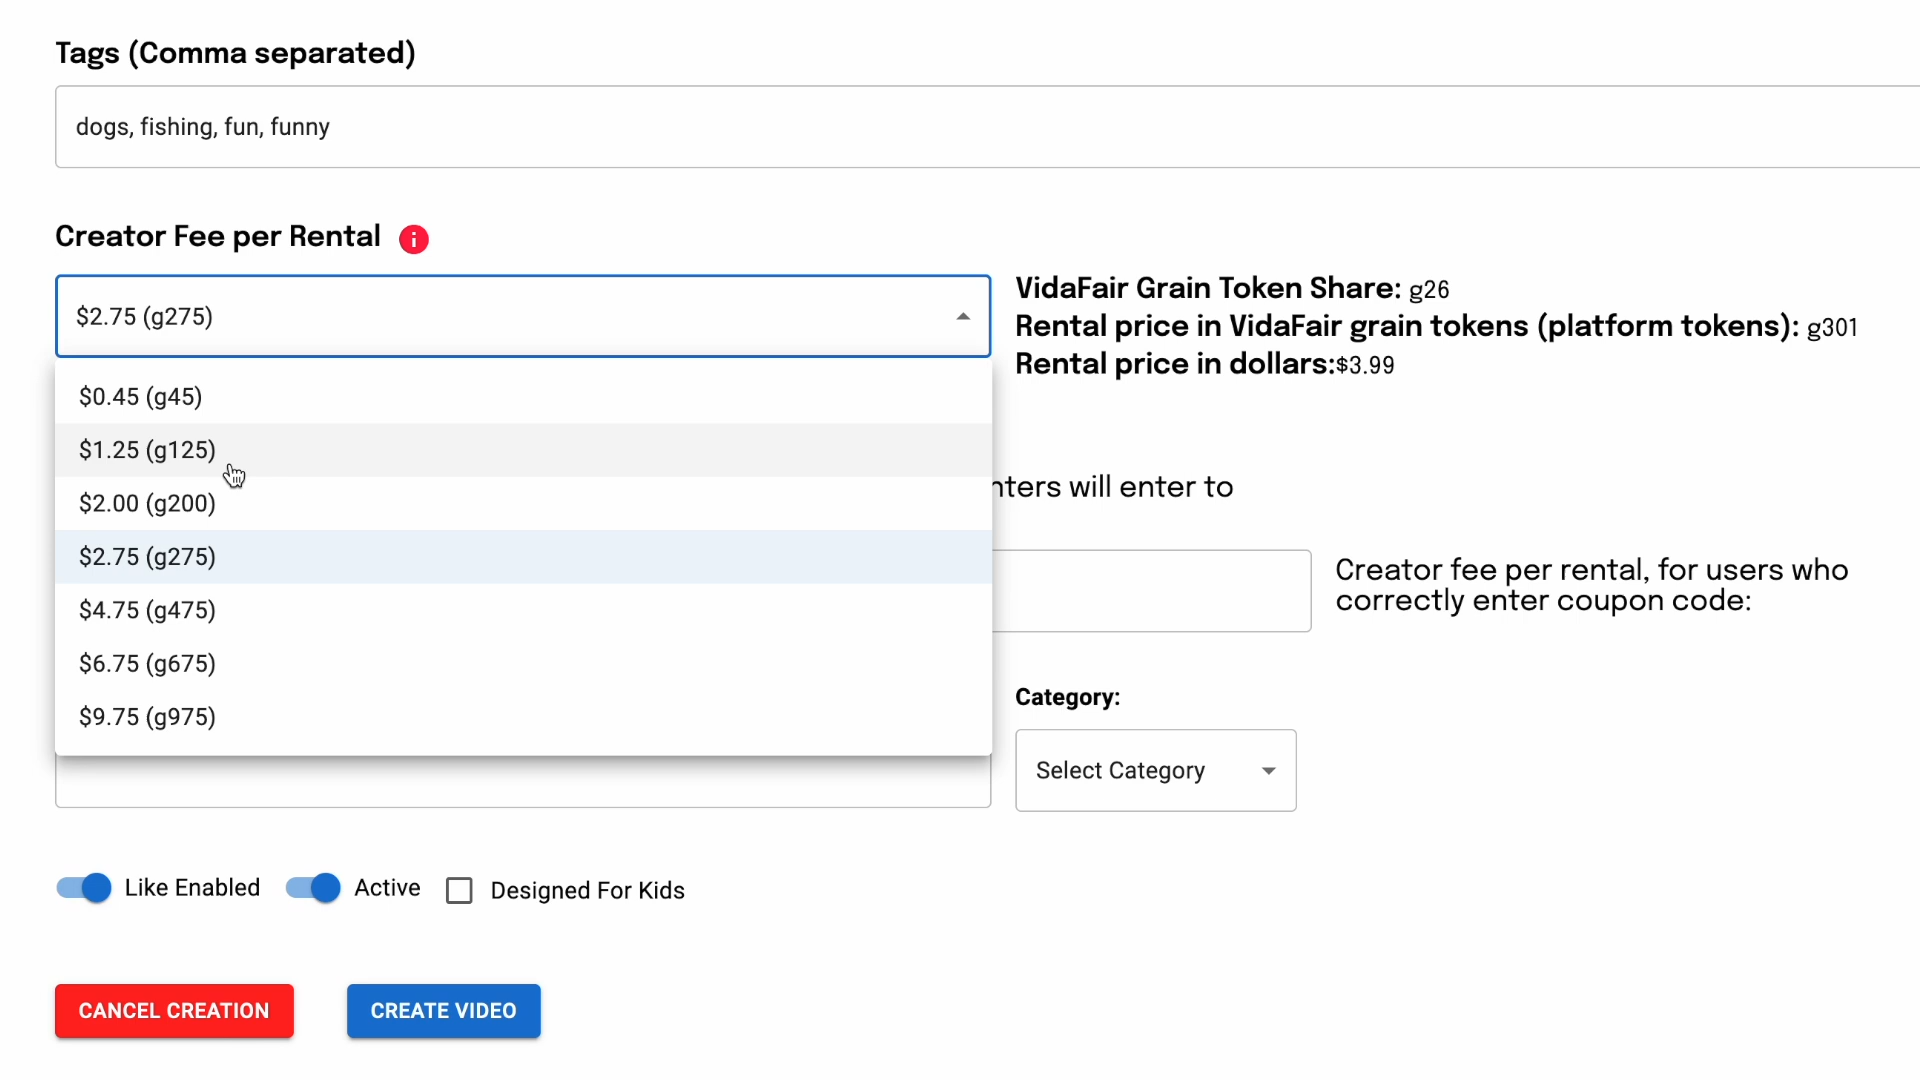 Tags (Comma separated)
dogs, fishing, fun, funny
Creator Fee per Rental
$2.75 (g275)
VidaFair Grain Token Share: g26
Rental price in VidaFair grain tokens (platform tokens): g301
Rental price in dollars:$3.99
$0.45 (g45)
$1.25 (g125)
$2.00 (g200)
$2.75 (g275)
$4.75 (g475)
$6.75 (g675)
$9.75 (g975)
will enter to
Creator fee per rental, for users who
correctly enter coupon code:
Category:
Select Category
Like Enabled
Active
Designed For Kids
CANCEL CREATION
CREATE VIDEO